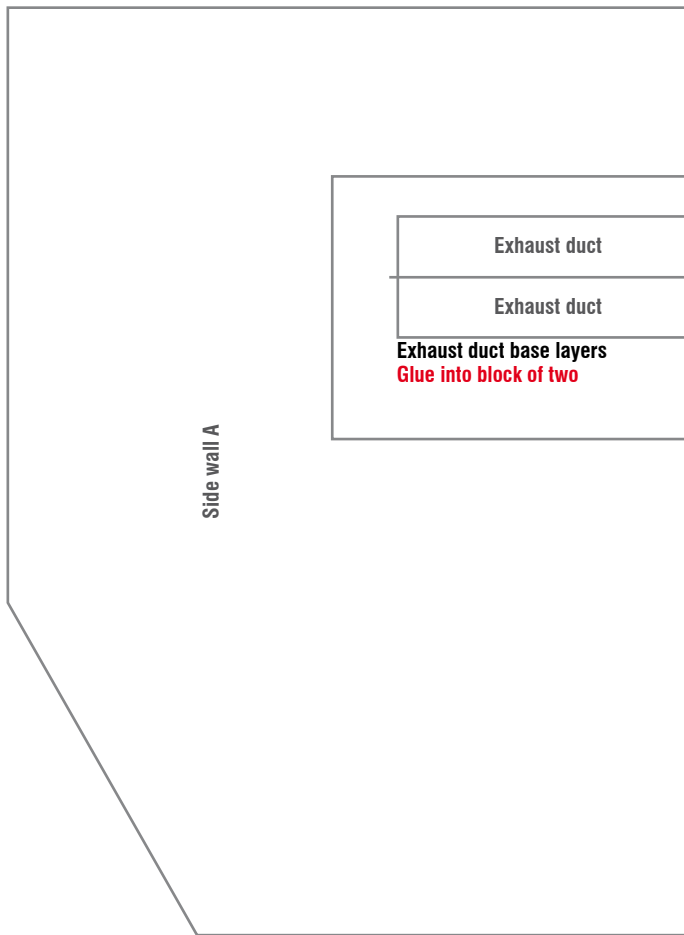 Exhaust duct
Exhaust duct
Exhaust duct base layers
Glue into block of two
Side wall A